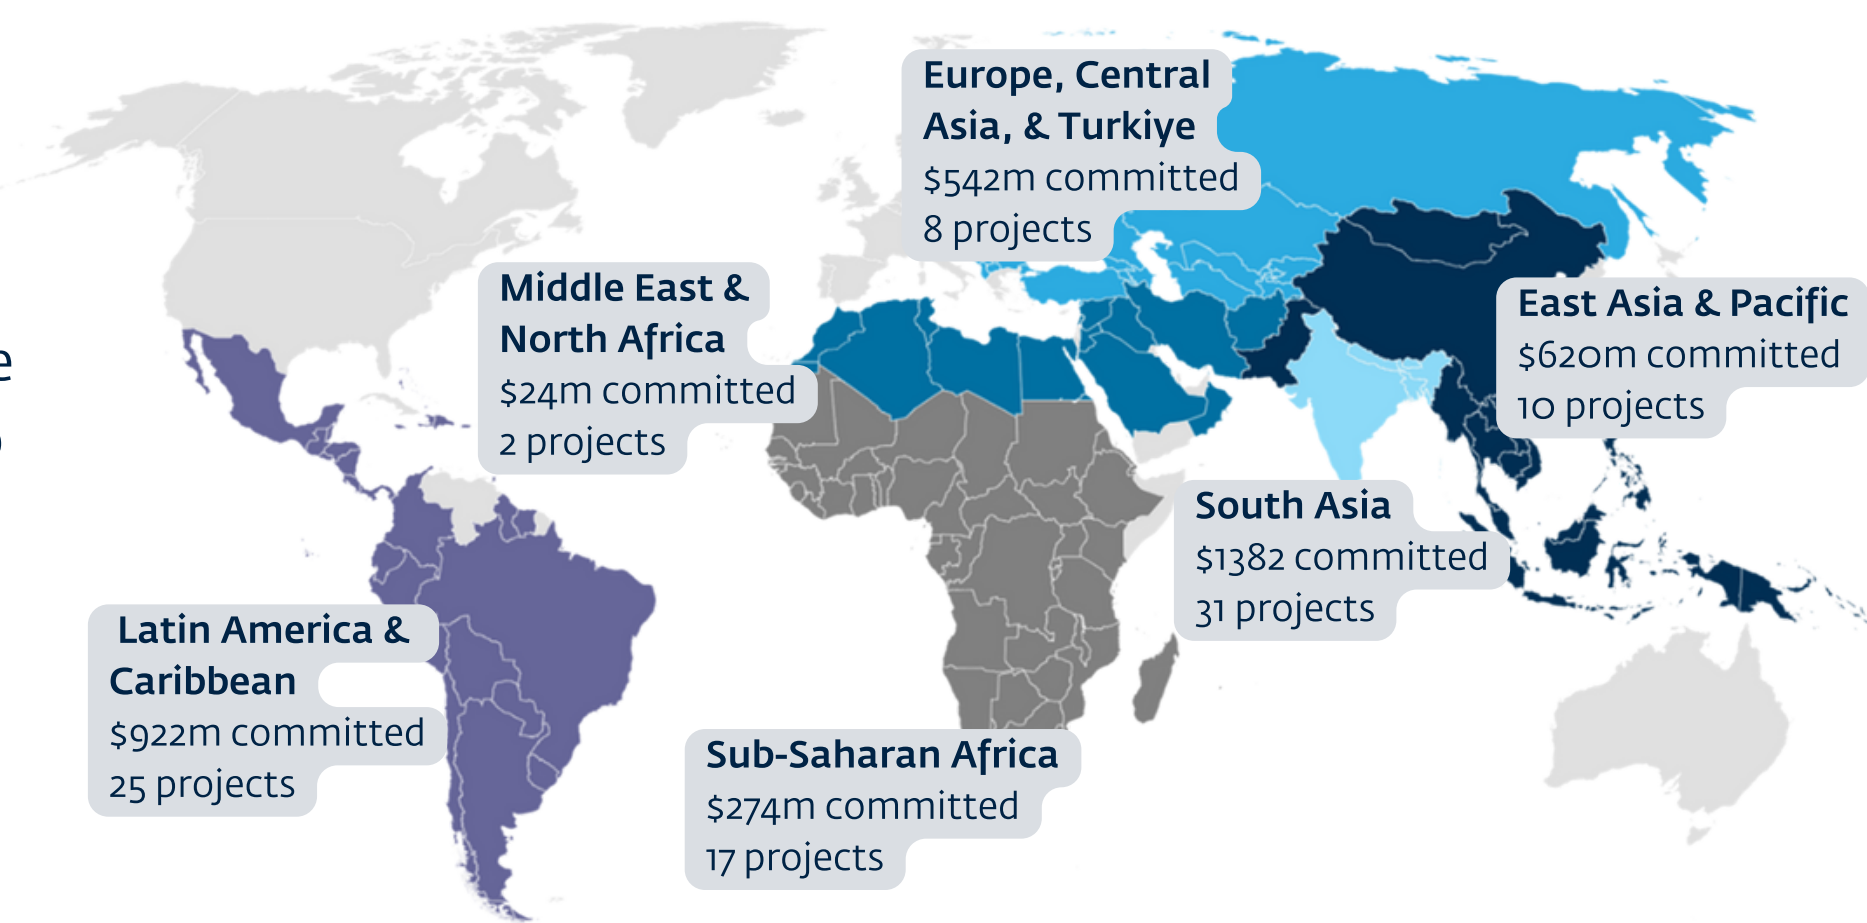 Europe, Central
Asia, & Turkiye
$542m committed
8 projects
Middle East &
North Africa
$24m committed
2 projects
East Asia & Pacific
$620m committed
10 projects
South Asia
$1382 committed
31 projects
Latin America &
Caribbean
$922m committed
25 projects
Sub-Saharan Africa
$274m committed
17 projects